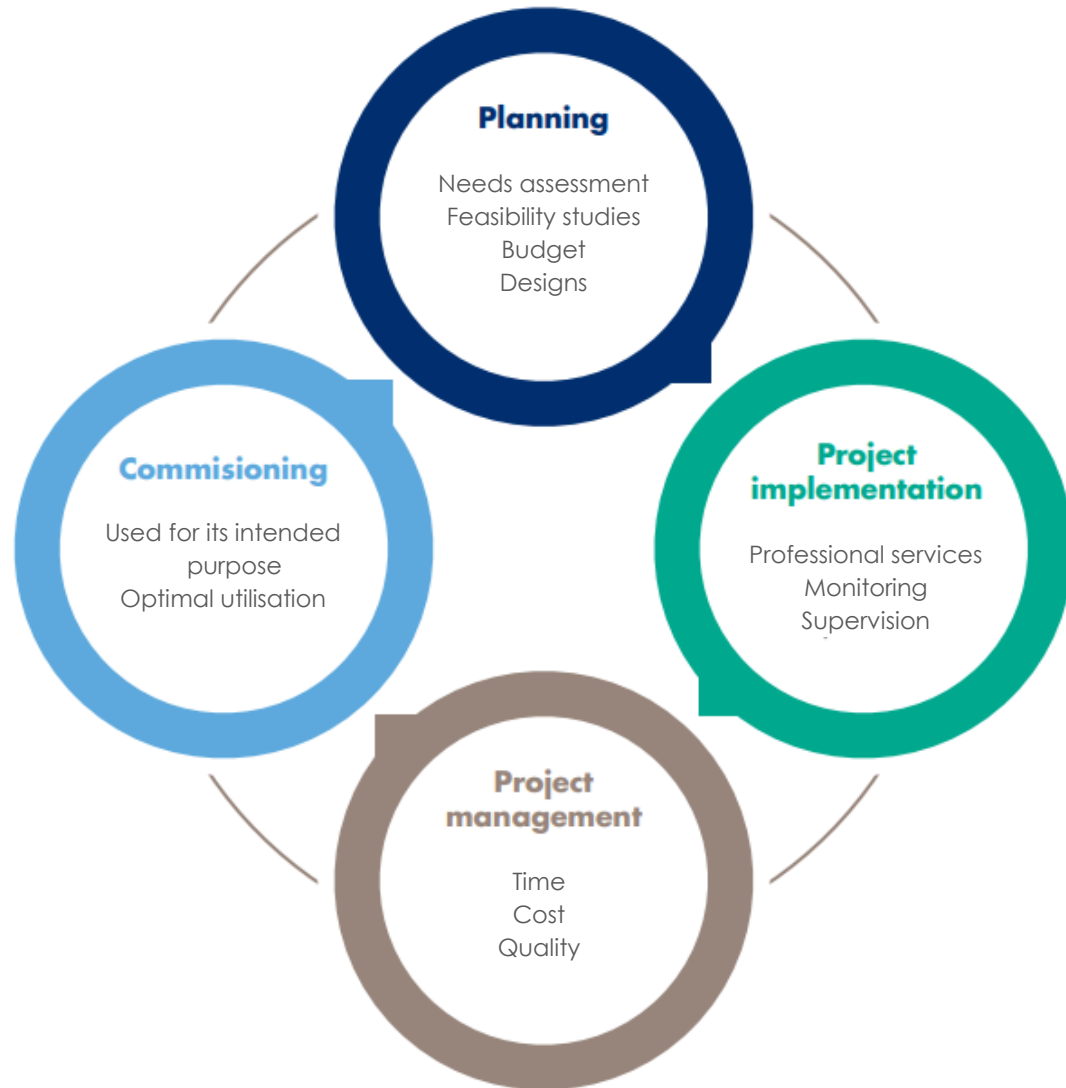 Planning
Needs assessment
Feasibility studies
Budget
Designs
Project
implementation
Professional services
Monitoring
Supervision
Project
management
Time
Cost
Quality
Commisioning
Used for its intended
purpose
Optimal utilisation